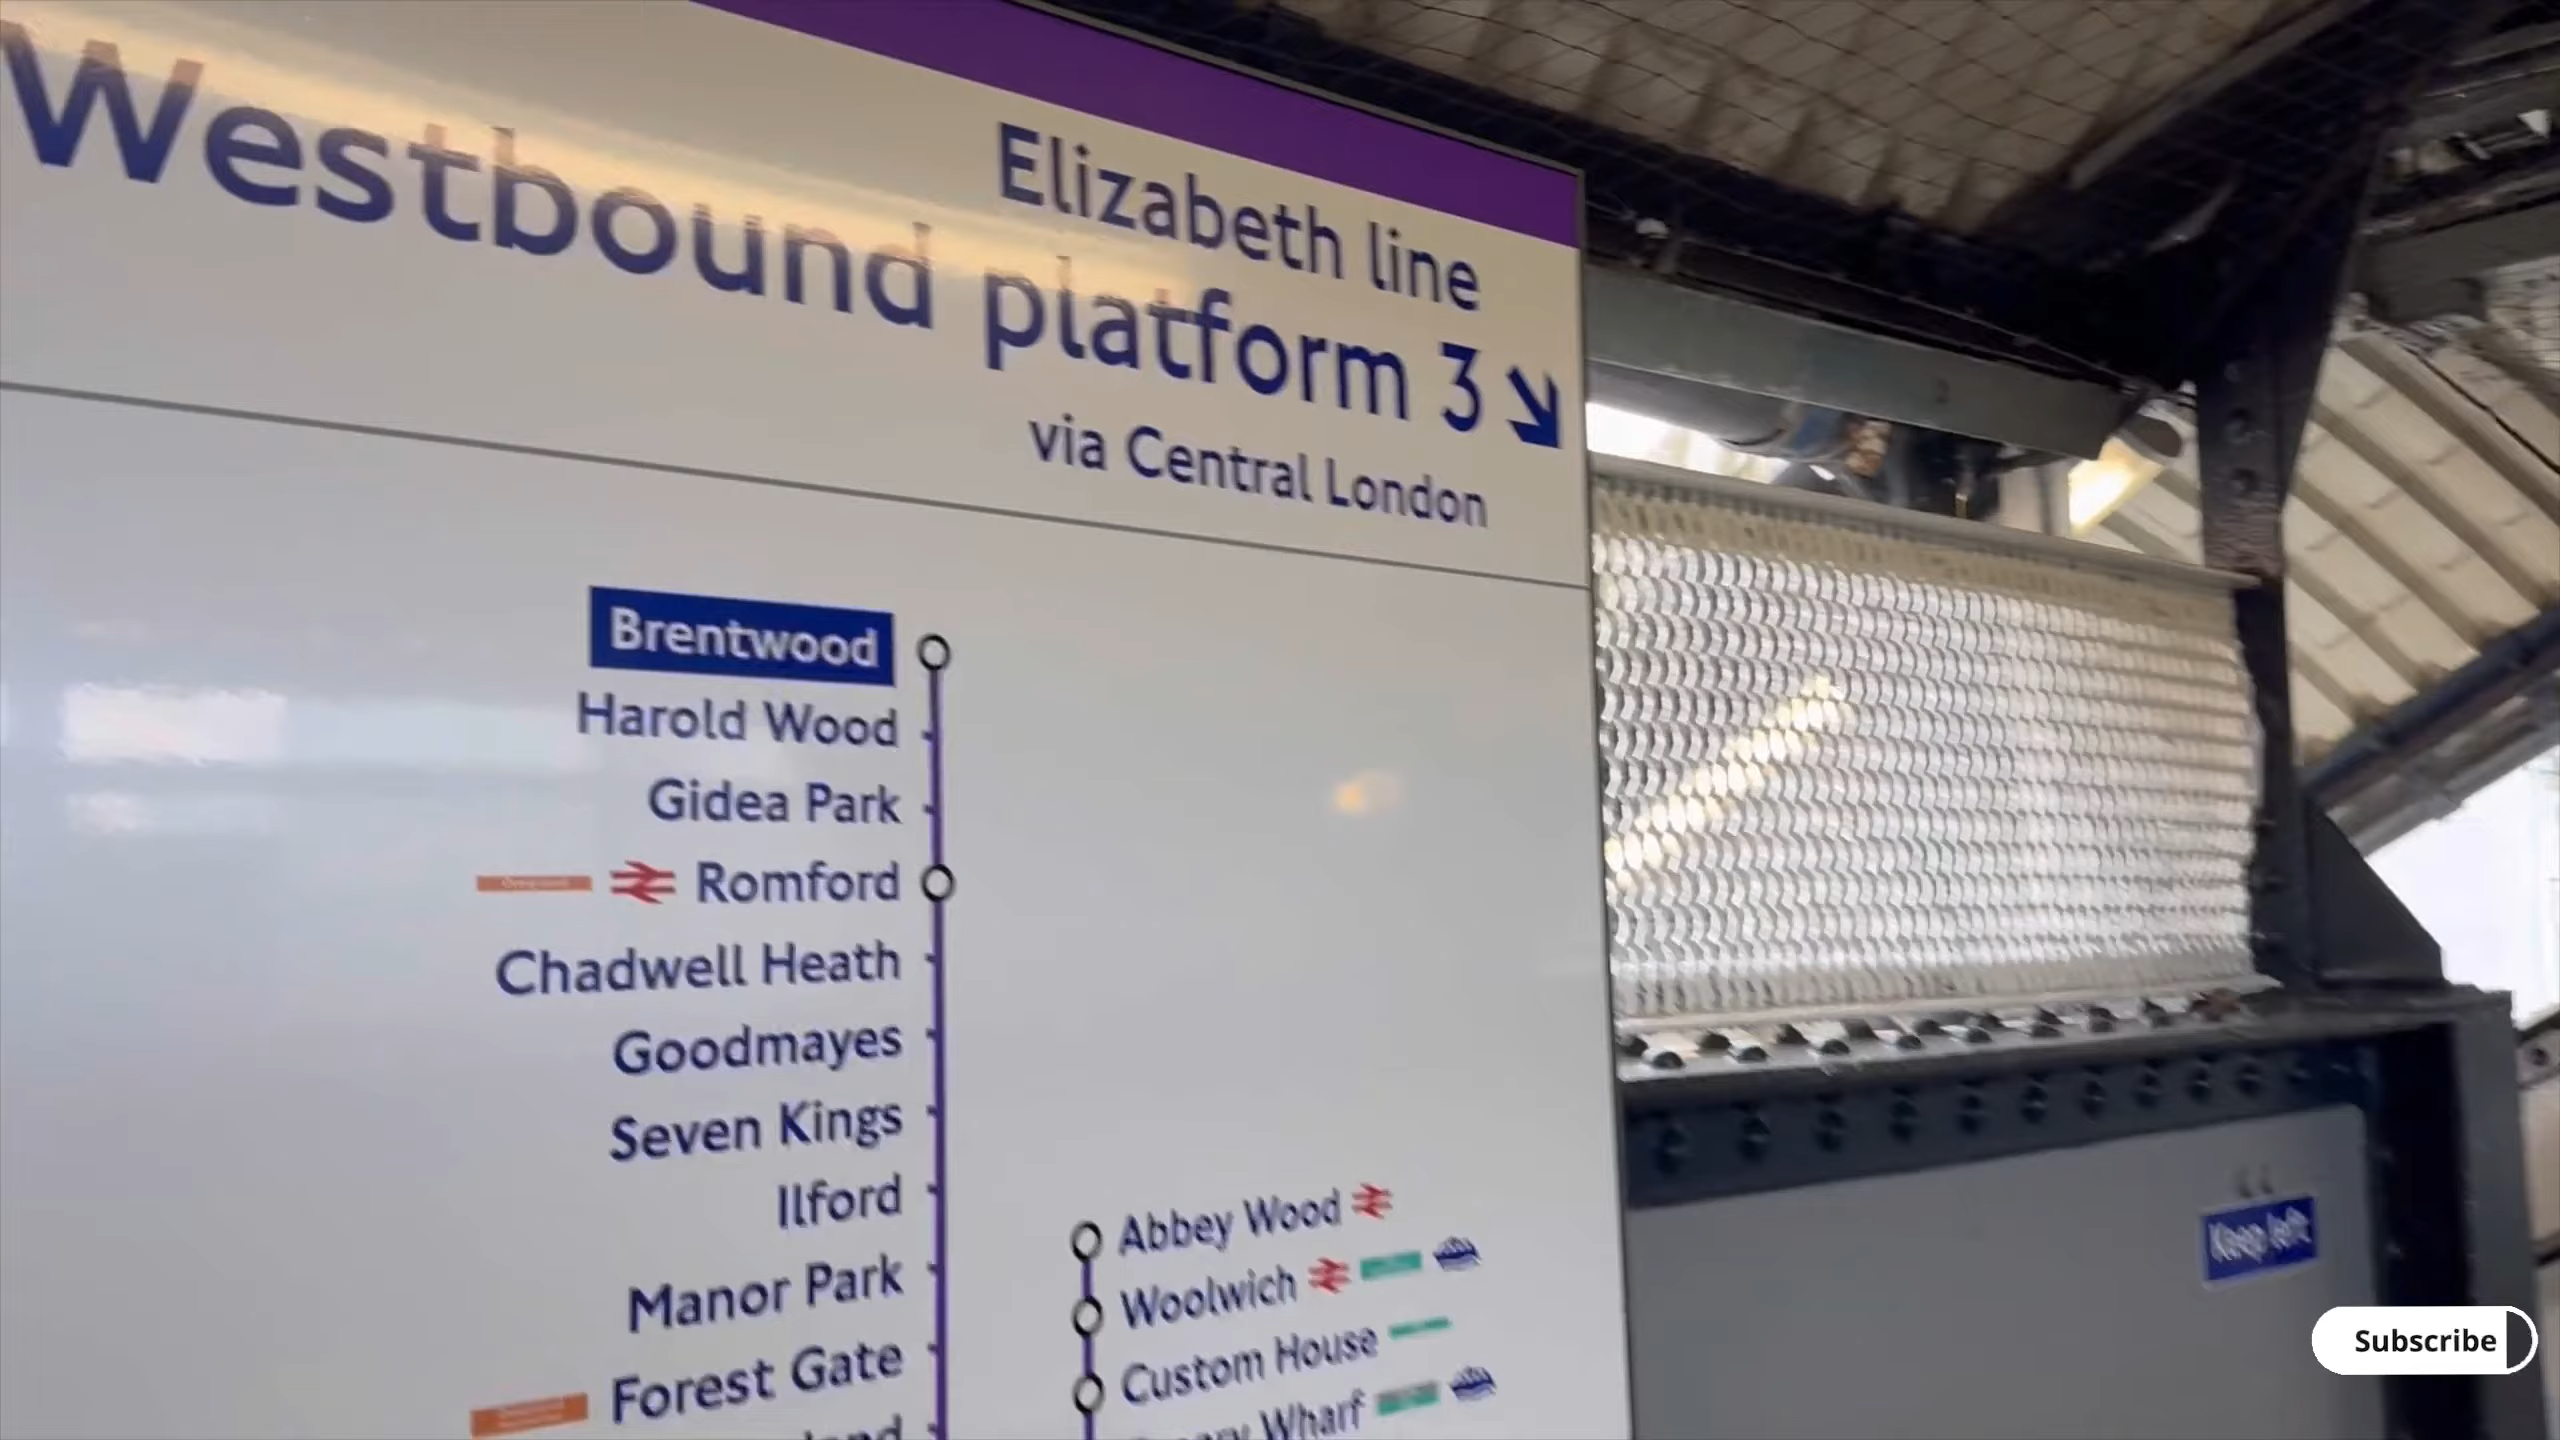 Elizabeth line
Westbound platform 3
via Central London
Brentwood
Harold Wood
Gidea Park
Romford
Chadwell Heath
Goodmayes
Seven Kings
Ilford
Manor Park
Forest Gate
Abbey Wood
Woolwich
Custom House
Wharf
Keep left
Subscribe